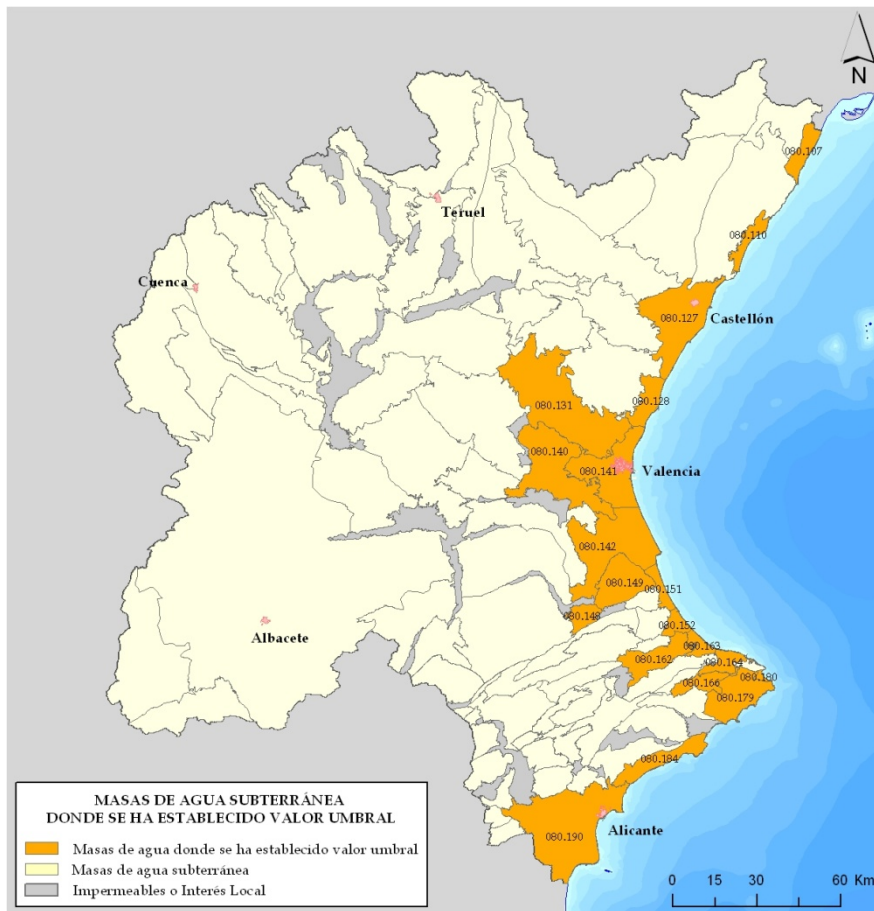 N
080.107
Teruel
080.110
Cuenca
080.127
Castellón
080.131
080.128
080.140
080.141
Valencia
080.142
080.149
080.151
080.148
Albacete
080.152
080.163
080.162
080.164
080.166
080.180
080.179
080.184
MASAS DE AGUA SUBTERRÁNEA
DONDE SE HA ESTABLECIDO VALOR UMBRAL
Masas de agua donde se ha establecido valor umbral
Masas de agua subterránea
Impermeables o Interés Local
080.190
Alicante
0 15 30 60 Km